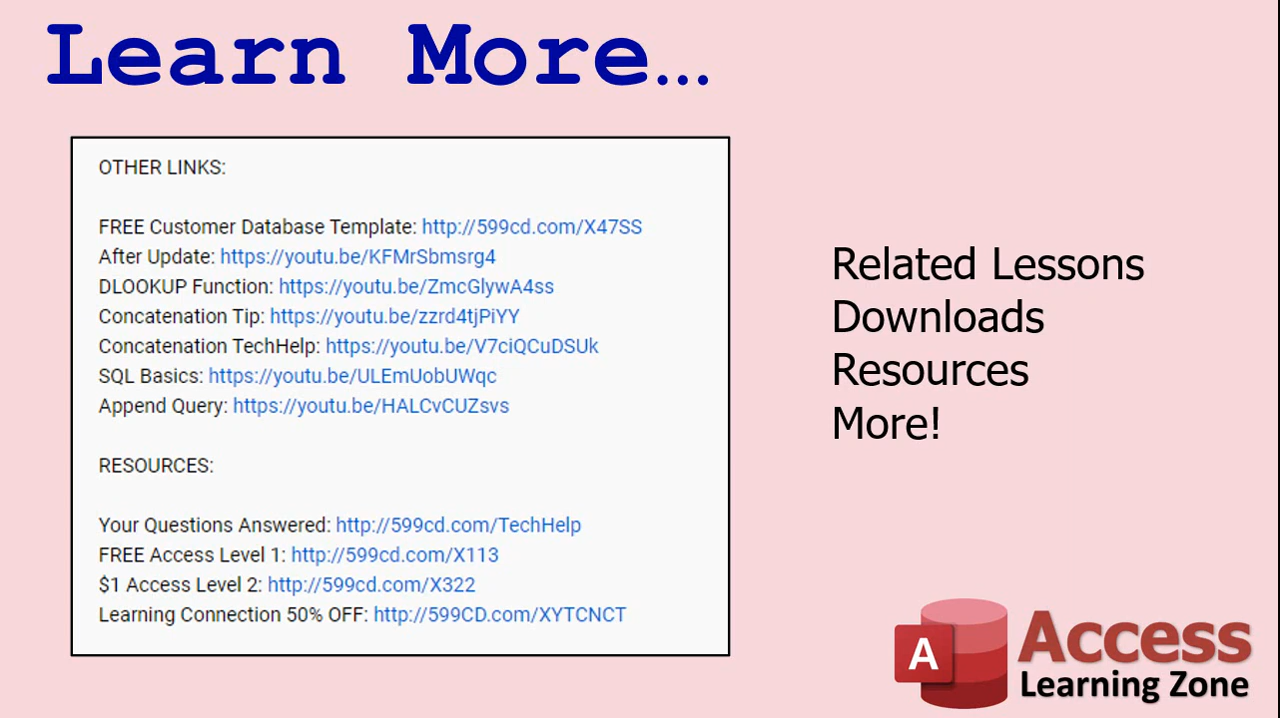 Learn More...
OTHER LINKS:
FREE Customer Database Template: http://599cd.com/X47SS
After Update: https://youtu.be/KFMrSbmsrg4
DLOOKUP Function: https://youtu.be/ZmcGlywA4ss
Concatenation Tip: https://youtu.be/zzrd4tjPiYY
Concatenation TechHelp: https://youtu.be/V7ciQCuDSUk
SQL Basics: https://youtu.be/ULEmUobUWqc
Append Query: https://youtu.be/HALCvCUZsvs
RESOURCES:
Your Questions Answered: http://599cd.com/TechHelp
FREE Access Level 1: http://599cd.com/X113
$1 Access Level 2: http://599cd.com/X322
Learning Connection 50% OFF: http://599CD.com/XYTCNCT
Related Lessons
Downloads
Resources
More!
A
Access
Learning Zone